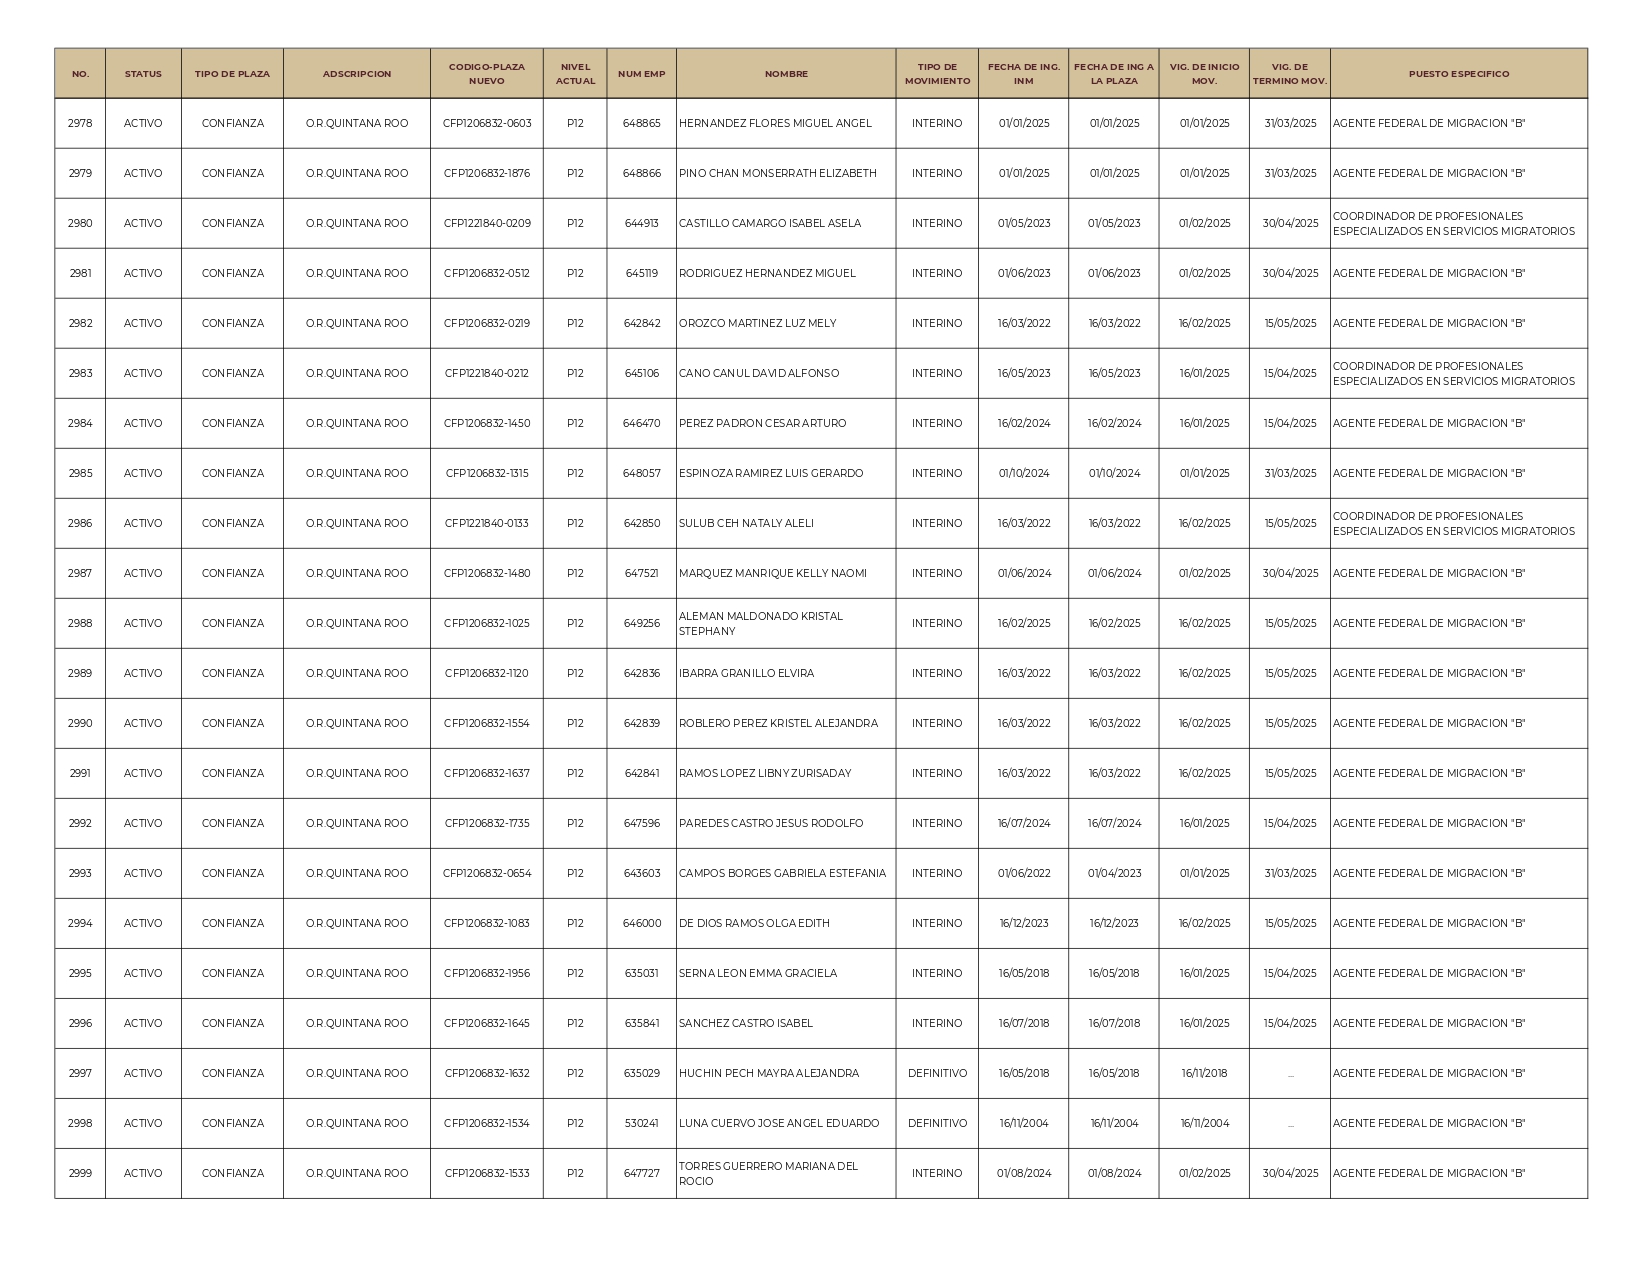 NO. STATUS TIPO DE PLAZA ADSCRIPCION CODIGO-PLAZA NUEVO NIVEL ACTUAL NUM EMP NOMBRE TIPO DE MOVIMIENTO FECHA DE ING. INM FECHA DE ING A LA PLAZA VIG. DE INICIO MOV. VIG. DE TERMINO MOV. PUESTO ESPECIFICO
2978 ACTIVO CONFIANZA O.R.QUINTANA ROO CFP1206832-0603 P12 648865 HERNANDEZ FLORES MIGUEL ANGEL INTERINO 01/01/2025 01/01/2025 01/01/2025 31/03/2025 AGENTE FEDERAL DE MIGRACION "B"
2979 ACTIVO CONFIANZA O.R.QUINTANA ROO CFP1206832-1876 P12 648866 PINO CHAN MONSERRATH ELIZABETH INTERINO 01/01/2025 01/01/2025 01/01/2025 31/03/2025 AGENTE FEDERAL DE MIGRACION "B"
2980 ACTIVO CONFIANZA O.R.QUINTANA ROO CFP1221840-0209 P12 644913 CASTILLO CAMARGO ISABEL ASELA INTERINO 01/05/2023 01/05/2023 01/02/2025 30/04/2025 COORDINADOR DE PROFESIONALES ESPECIALIZADOS EN SERVICIOS MIGRATORIOS
2981 ACTIVO CONFIANZA O.R.QUINTANA ROO CFP1206832-0512 P12 645119 RODRIGUEZ HERNANDEZ MIGUEL INTERINO 01/06/2023 01/06/2023 01/02/2025 30/04/2025 AGENTE FEDERAL DE MIGRACION "B"
2982 ACTIVO CONFIANZA O.R.QUINTANA ROO CFP1206832-0219 P12 642842 OROZCO MARTINEZ LUZ MELY INTERINO 16/03/2022 16/03/2022 16/02/2025 15/05/2025 AGENTE FEDERAL DE MIGRACION "B"
2983 ACTIVO CONFIANZA O.R.QUINTANA ROO CFP1221840-0212 P12 645106 CANO CANUL DAVID ALFONSO INTERINO 16/05/2023 16/05/2023 16/01/2025 15/04/2025 COORDINADOR DE PROFESIONALES ESPECIALIZADOS EN SERVICIOS MIGRATORIOS
2984 ACTIVO CONFIANZA O.R.QUINTANA ROO CFP1206832-1450 P12 646470 PEREZ PADRON CESAR ARTURO INTERINO 16/02/2024 16/02/2024 16/01/2025 15/04/2025 AGENTE FEDERAL DE MIGRACION "B"
2985 ACTIVO CONFIANZA O.R.QUINTANA ROO CFP1206832-1315 P12 648057 ESPINOZA RAMIREZ LUIS GERARDO INTERINO 01/10/2024 01/10/2024 01/01/2025 31/03/2025 AGENTE FEDERAL DE MIGRACION "B"
2986 ACTIVO CONFIANZA O.R.QUINTANA ROO CFP1221840-0133 P12 642850 SULUB CEH NATALY ALELI INTERINO 16/03/2022 16/03/2022 16/02/2025 15/05/2025 COORDINADOR DE PROFESIONALES ESPECIALIZADOS EN SERVICIOS MIGRATORIOS
2987 ACTIVO CONFIANZA O.R.QUINTANA ROO CFP1206832-1480 P12 647521 MARQUEZ MANRIQUE KELLY NAOMI INTERINO 01/06/2024 01/06/2024 01/02/2025 30/04/2025 AGENTE FEDERAL DE MIGRACION "B"
2988 ACTIVO CONFIANZA O.R.QUINTANA ROO CFP1206832-1025 P12 649256 ALEMAN MALDONADO KRISTAL STEPHANY INTERINO 16/02/2025 16/02/2025 16/02/2025 15/05/2025 AGENTE FEDERAL DE MIGRACION "B"
2989 ACTIVO CONFIANZA O.R.QUINTANA ROO CFP1206832-1120 P12 642836 IBARRA GRANILLO ELVIRA INTERINO 16/03/2022 16/03/2022 16/02/2025 15/05/2025 AGENTE FEDERAL DE MIGRACION "B"
2990 ACTIVO CONFIANZA O.R.QUINTANA ROO CFP1206832-1554 P12 642839 ROBLERO PEREZ KRISTEL ALEJANDRA INTERINO 16/03/2022 16/03/2022 16/02/2025 15/05/2025 AGENTE FEDERAL DE MIGRACION "B"
2991 ACTIVO CONFIANZA O.R.QUINTANA ROO CFP1206832-1637 P12 642841 RAMOS LOPEZ LIBNY ZURISADAY INTERINO 16/03/2022 16/03/2022 16/02/2025 15/05/2025 AGENTE FEDERAL DE MIGRACION "B"
2992 ACTIVO CONFIANZA O.R.QUINTANA ROO CFP1206832-1735 P12 647596 PAREDES CASTRO JESUS RODOLFO INTERINO 16/07/2024 16/07/2024 16/01/2025 15/04/2025 AGENTE FEDERAL DE MIGRACION "B"
2993 ACTIVO CONFIANZA O.R.QUINTANA ROO CFP1206832-0654 P12 643603 CAMPOS BORGES GABRIELA ESTEFANIA INTERINO 01/06/2022 01/04/2023 01/01/2025 31/03/2025 AGENTE FEDERAL DE MIGRACION "B"
2994 ACTIVO CONFIANZA O.R.QUINTANA ROO CFP1206832-1083 P12 646000 DE DIOS RAMOS OLGA EDITH INTERINO 16/12/2023 16/12/2023 16/02/2025 15/05/2025 AGENTE FEDERAL DE MIGRACION "B"
2995 ACTIVO CONFIANZA O.R.QUINTANA ROO CFP1206832-1956 P12 635031 SERNA LEON EMMA GRACIELA INTERINO 16/05/2018 16/05/2018 16/01/2025 15/04/2025 AGENTE FEDERAL DE MIGRACION "B"
2996 ACTIVO CONFIANZA O.R.QUINTANA ROO CFP1206832-1645 P12 635841 SANCHEZ CASTRO ISABEL INTERINO 16/07/2018 16/07/2018 16/01/2025 15/04/2025 AGENTE FEDERAL DE MIGRACION "B"
2997 ACTIVO CONFIANZA O.R.QUINTANA ROO CFP1206832-1632 P12 635029 HUCHIN PECH MAYRA ALEJANDRA DEFINITIVO 16/05/2018 16/05/2018 16/11/2018 ... AGENTE FEDERAL DE MIGRACION "B"
2998 ACTIVO CONFIANZA O.R.QUINTANA ROO CFP1206832-1534 P12 530241 LUNA CUERVO JOSE ANGEL EDUARDO DEFINITIVO 16/11/2004 16/11/2004 16/11/2004 ... AGENTE FEDERAL DE MIGRACION "B"
2999 ACTIVO CONFIANZA O.R.QUINTANA ROO CFP1206832-1533 P12 647727 TORRES GUERRERO MARIANA DEL ROCIO INTERINO 01/08/2024 01/08/2024 01/02/2025 30/04/2025 AGENTE FEDERAL DE MIGRACION "B"